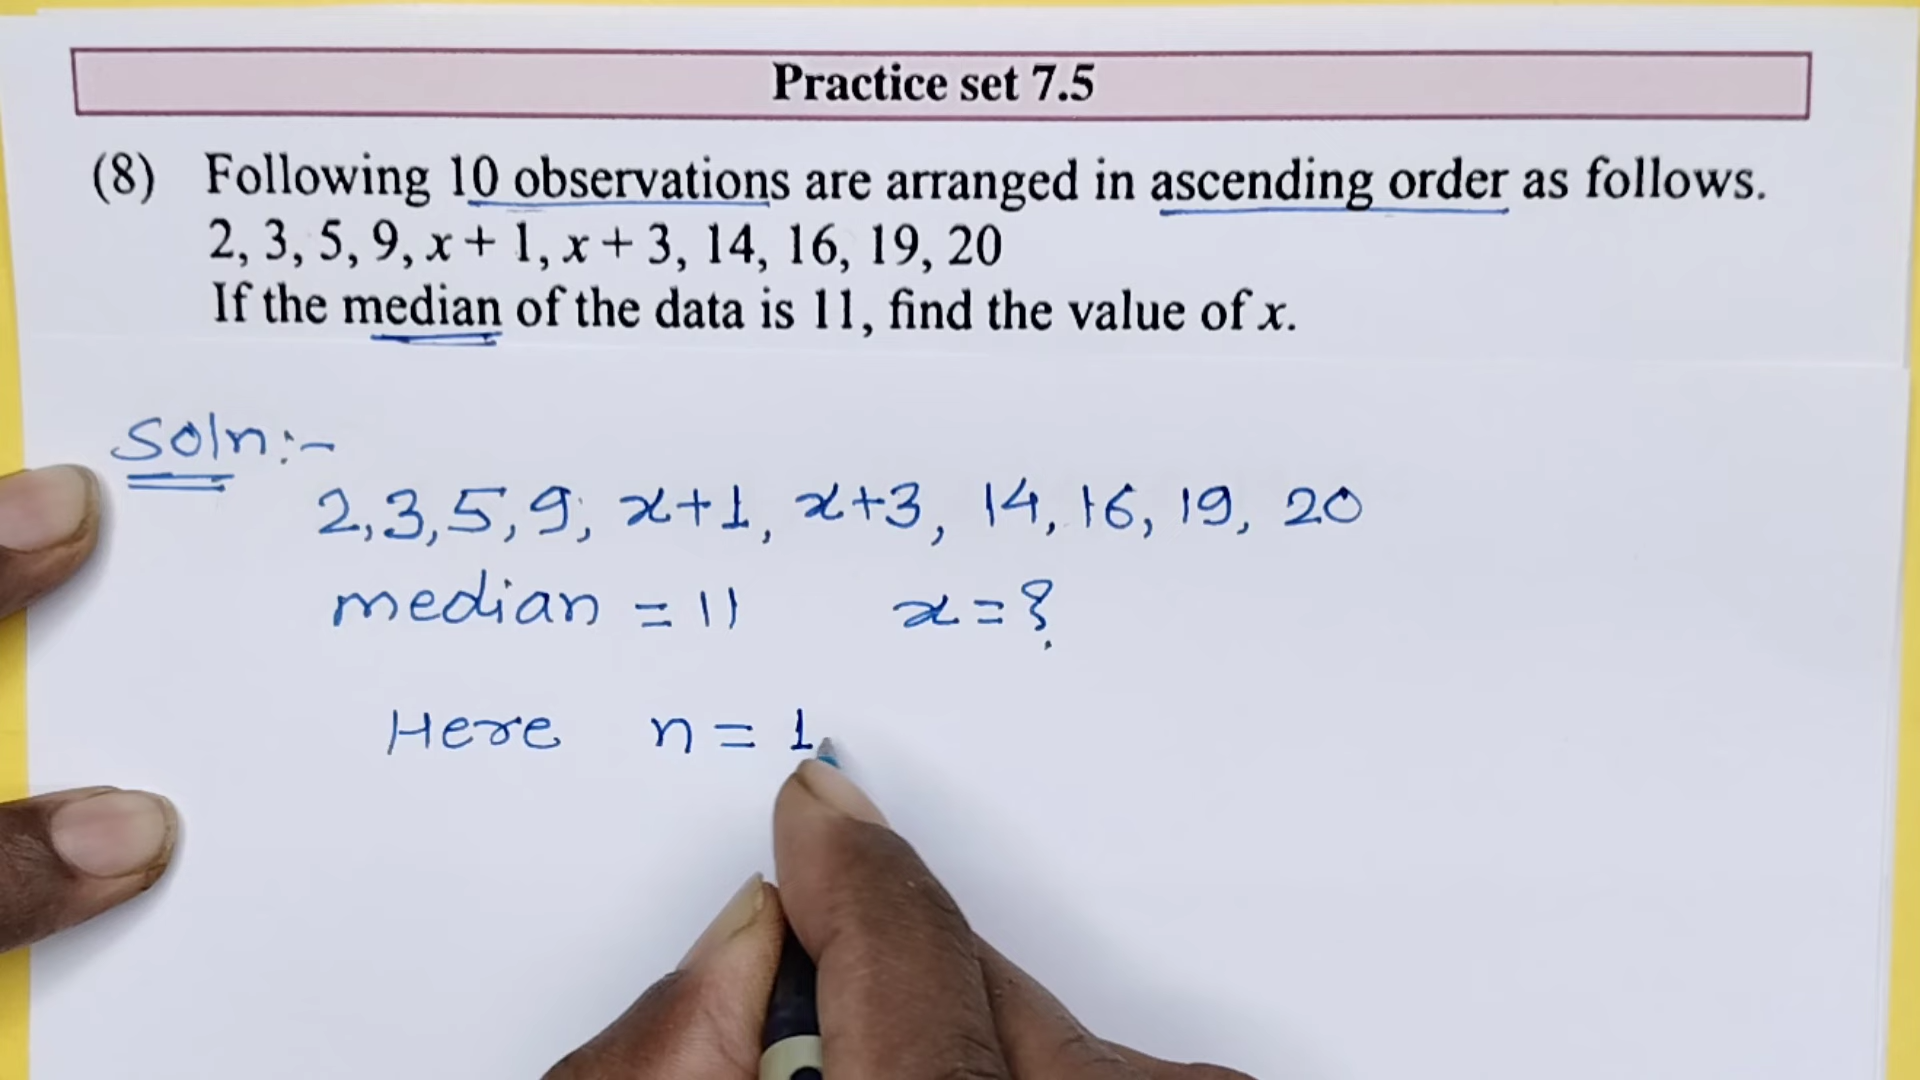 Practice set 7.5
(8) Following 10 observations are arranged in ascending order as follows.
2, 3, 5, 9, x + 1, x + 3, 14, 16, 19, 20
If the median of the data is 11, find the value of x.
Soln:-
2,3,5,9, x+1, x+3, 14, 16, 19, 20
median = 11 x = ?
Here n = 1